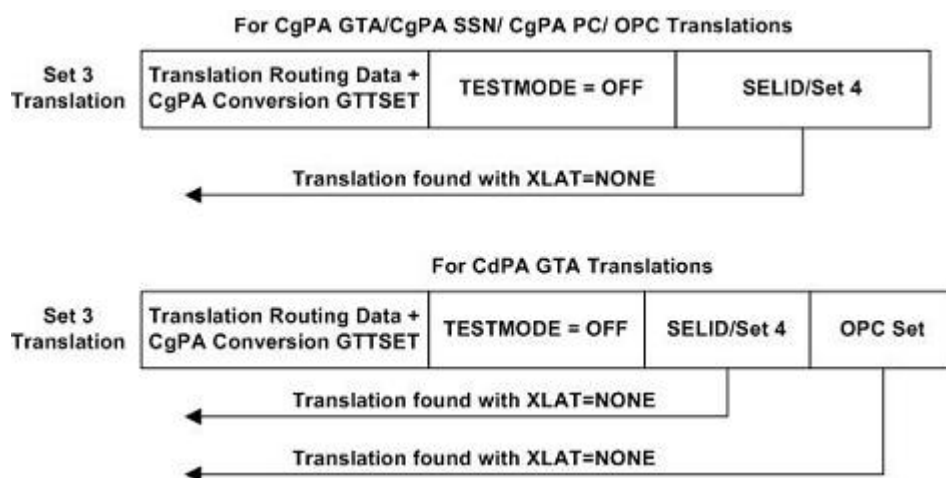 For CgPA GTA/CgPA SSN/ CgPA PC/ OPC Translations
Set 3
Translation
Translation Routing Data +
CgPA Conversion GTTSET
TESTMODE = OFF
SELID/Set 4
Translation found with XLAT=NONE
For CdPA GTA Translations
Set 3
Translation
Translation Routing Data +
CgPA Conversion GTTSET
TESTMODE = OFF
SELID/Set 4
OPC Set
Translation found with XLAT=NONE
Translation found with XLAT=NONE